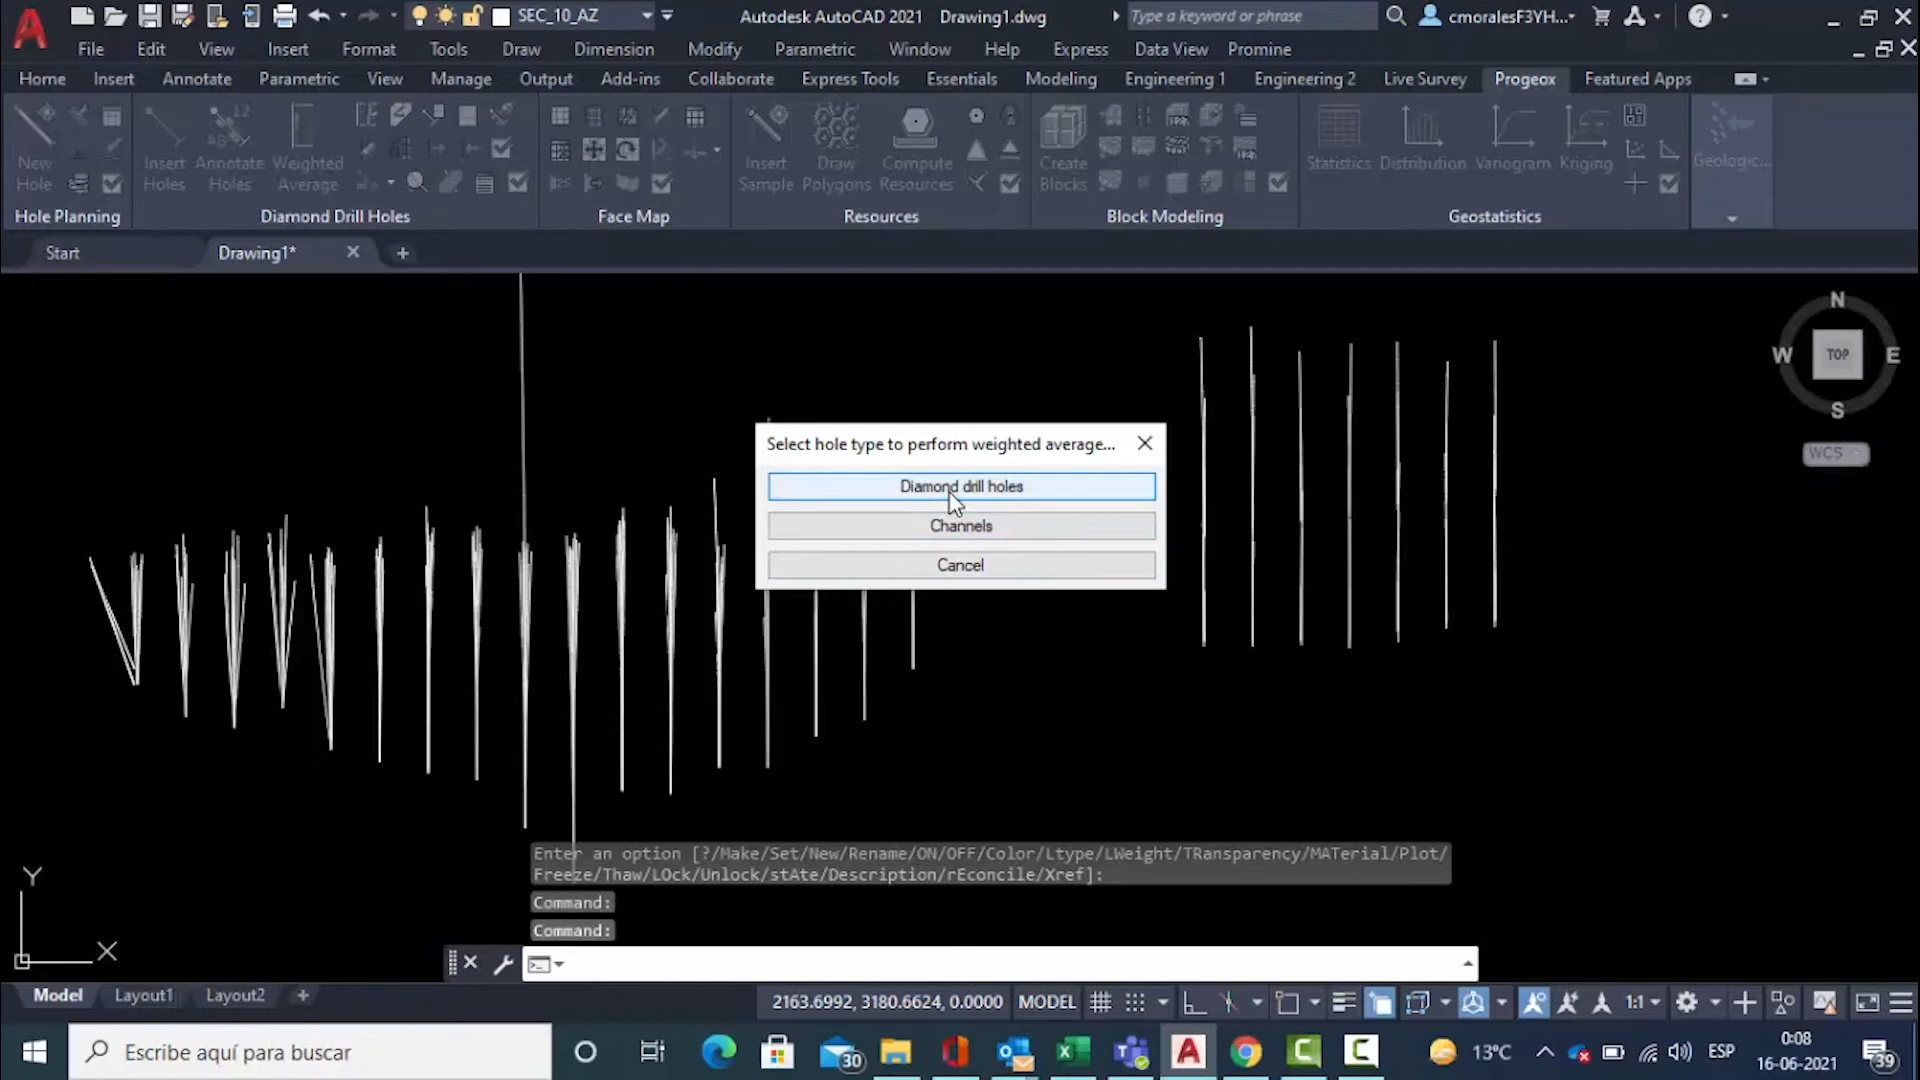 SEC_10_AZ
Autodesk AutoCAD 2021 Drawing1.dwg
Type a keyword or phrase
cmoralesF3YH...
File Edit View Insert Format Tools Draw Dimension Modify Parametric Window Help Express Data View Promine
Home Insert Annotate Parametric View Manage Output Add-ins Collaborate Express Tools Essentials Modeling Engineering 1 Engineering 2 Live Survey Progeox Featured Apps
New Hole
Insert Holes
Annotate Holes
Weighted Average
Insert Sample
Draw Polygons
Compute Resources
Create Blocks
Statistics Distribution Variogram Kriging
Geologic...
Hole Planning Diamond Drill Holes Face Map Resources Block Modeling Geostatistics
Start Drawing1*
N
W TOP E
S
WCS
Select hole type to perform weighted average...
Diamond drill holes
Channels
Cancel
Enter an option [?/Make/Set/New/Rename/ON/OFF/Color/Ltype/LWeight/TRansparency/MATerial/Plot/
Freeze/Thaw/LOck/Unlock/stAte/Description/rEconcile/Xref]:
Command:
Command:
Y
X
Model Layout1 Layout2
2163.6992, 3180.6624, 0.0000 MODEL 1:1
Escribe aquí para buscar
30
13°C
ESP
0:08
16-06-2021
39